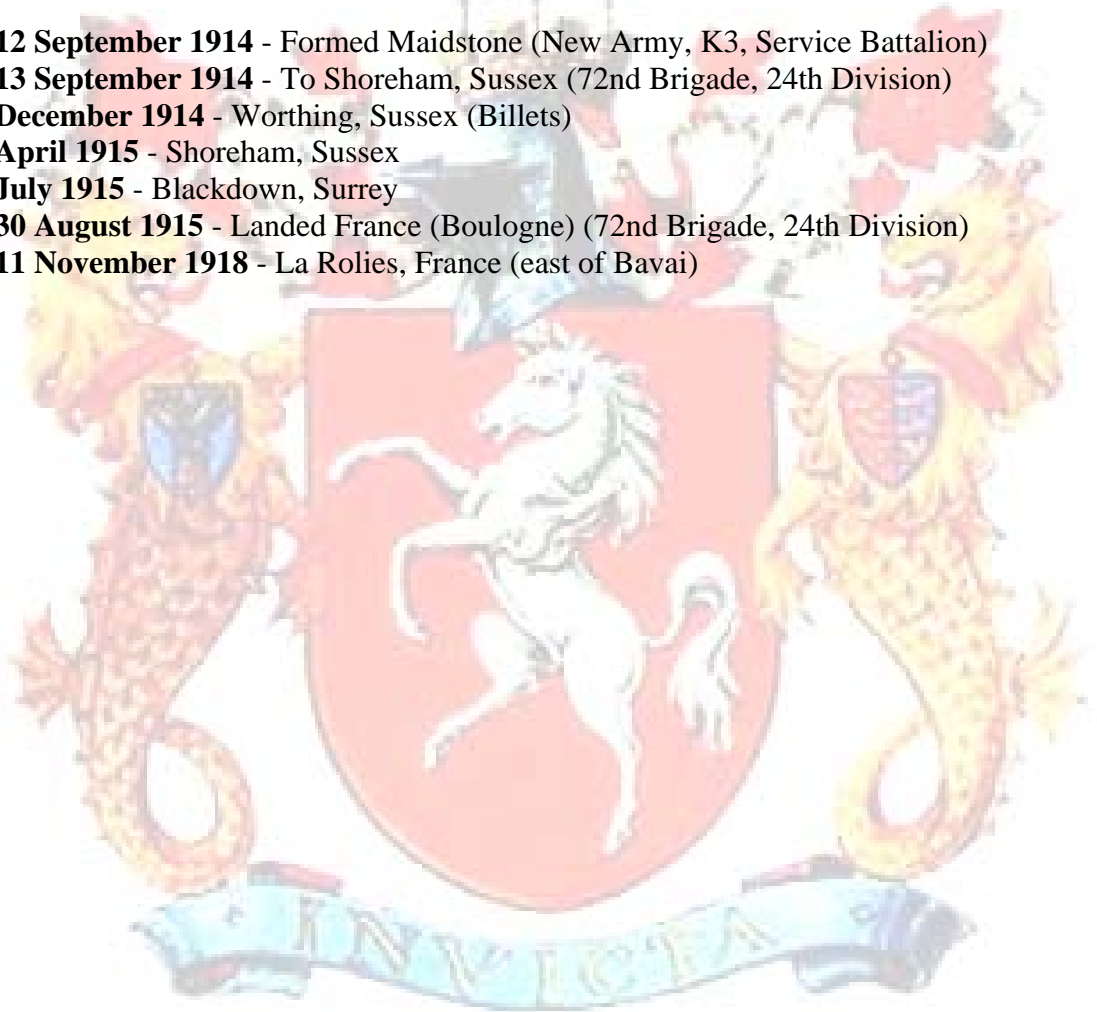 12 September 1914 - Formed Maidstone (New Army, K3, Service Battalion)
13 September 1914 - To Shoreham, Sussex (72nd Brigade, 24th Division)
December 1914 - Worthing, Sussex (Billets)
April 1915 - Shoreham, Sussex
July 1915 - Blackdown, Surrey
30 August 1915 - Landed France (Boulogne) (72nd Brigade, 24th Division)
11 November 1918 - La Rolies, France (east of Bavai)
INVICTA